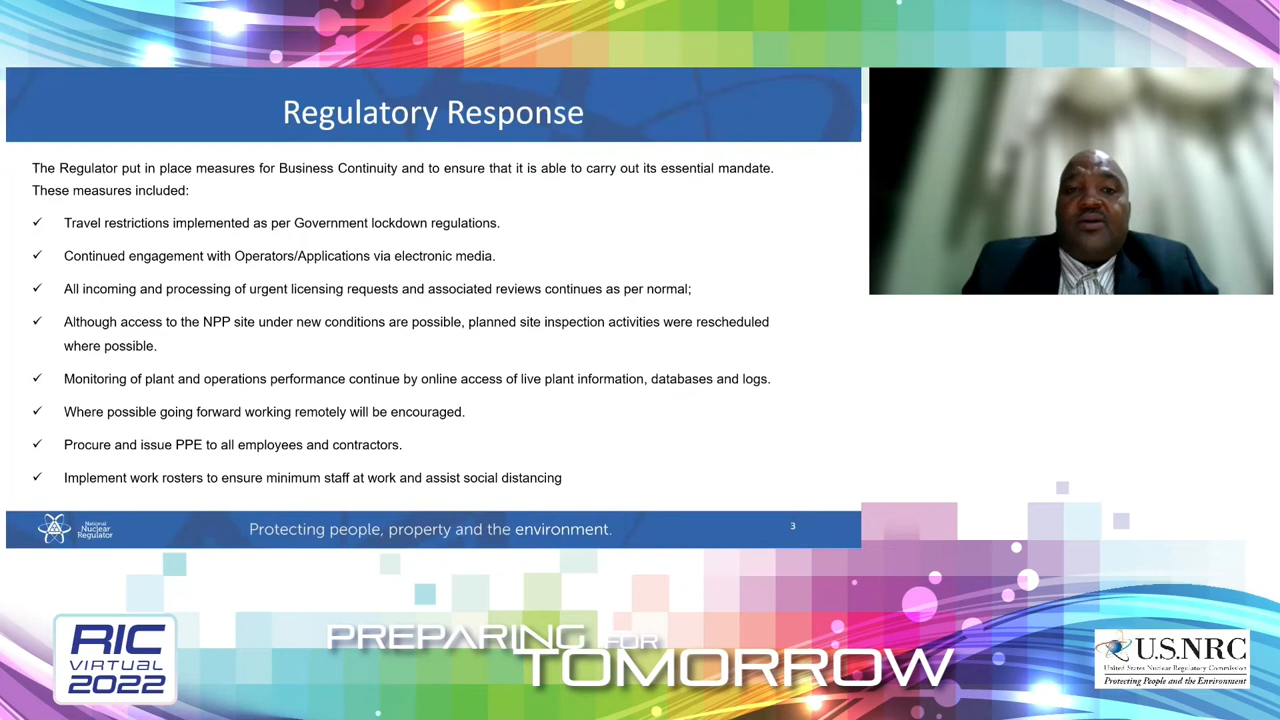 Regulatory Response
The Regulator put in place measures for Business Continuity and to ensure that it is able to carry out its essential mandate.
These measures included:
✓ Travel restrictions implemented as per Government lockdown regulations.
✓ Continued engagement with Operators/Applications via electronic media.
✓ All incoming and processing of urgent licensing requests and associated reviews continues as per normal;
✓ Although access to the NPP site under new conditions are possible, planned site inspection activities were rescheduled
where possible.
✓ Monitoring of plant and operations performance continue by online access of live plant information, databases and logs.
✓ Where possible going forward working remotely will be encouraged.
✓ Procure and issue PPE to all employees and contractors.
✓ Implement work rosters to ensure minimum staff at work and assist social distancing
National
Nuclear
Regulator
Protecting people, property and the environment.
3
RIC
VIRTUAL
2022
PREPARING FOR
TOMORROW
U.S.NRC
United States Nuclear Regulatory Commission
Protecting People and the Environment